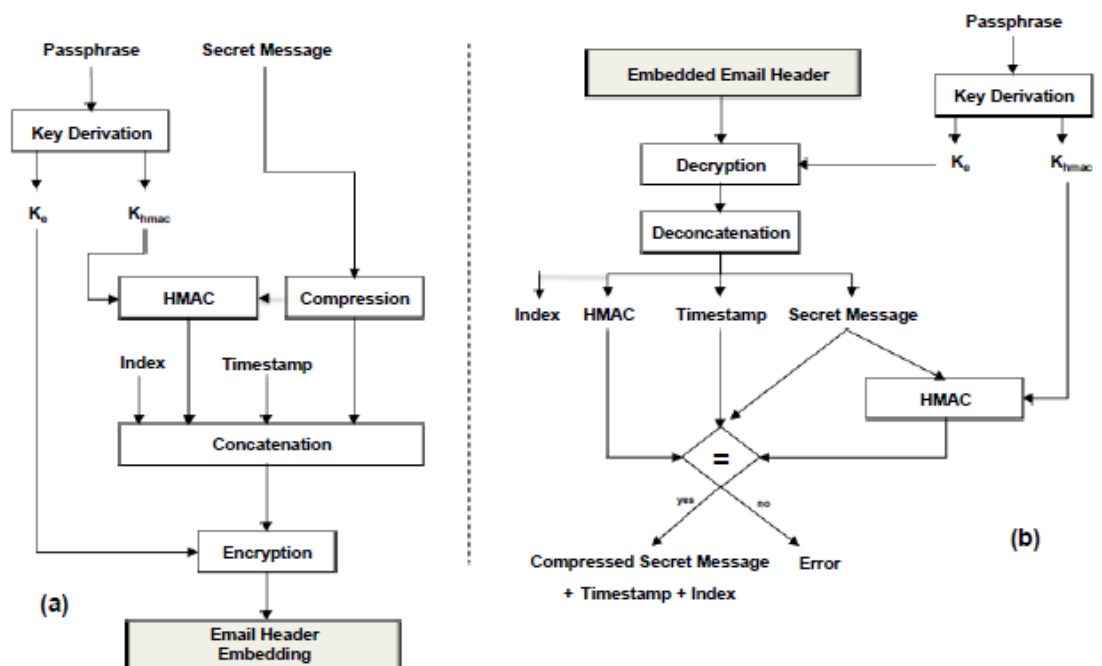 Passphrase
Secret Message
Key Derivation
Ke
Khmac
HMAC
Compression
Index
Timestamp
Concatenation
Encryption
(a)
Email Header
Embedding
Passphrase
Embedded Email Header
Key Derivation
Decryption
Ke
Khmac
Deconcatenation
Index
HMAC
Timestamp
Secret Message
HMAC
=
yes
no
Compressed Secret Message
+ Timestamp + Index
Error
(b)